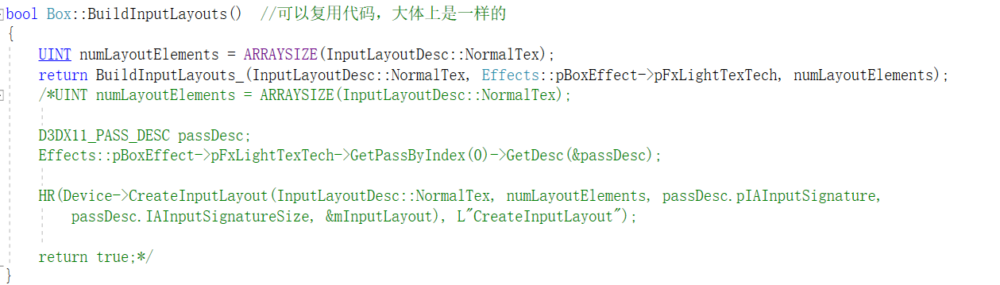 bool Box::BuildInputLayouts()  //可以复用代码，大体上是一样的
{
    UINT numLayoutElements = ARRAYSIZE(InputLayoutDesc::NormalTex);
    return BuildInputLayouts_(InputLayoutDesc::NormalTex, Effects::pBoxEffect->pFxLightTexTech, numLayoutElements);
    /*UINT numLayoutElements = ARRAYSIZE(InputLayoutDesc::NormalTex);
    D3DX11_PASS_DESC passDesc;
    Effects::pBoxEffect->pFxLightTexTech->GetPassByIndex(0)->GetDesc(&passDesc);
    HR(Device->CreateInputLayout(InputLayoutDesc::NormalTex, numLayoutElements, passDesc.pIAInputSignature,
        passDesc.IAInputSignatureSize, &mInputLayout), L"CreateInputLayout");
    return true;*/
}